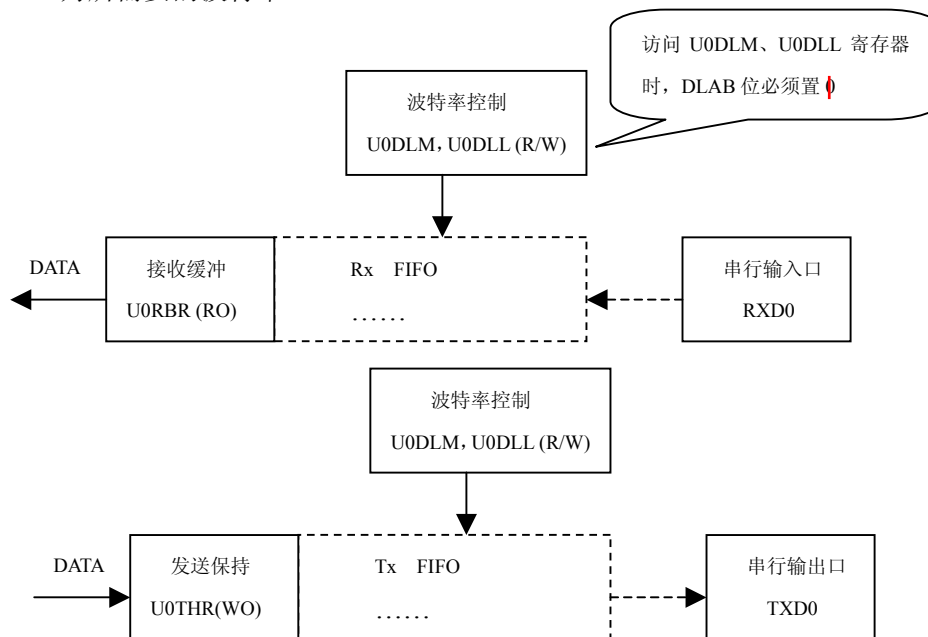 访问 U0DLM、U0DLL 寄存器
时，DLAB 位必须置 0
波特率控制
U0DLM，U0DLL (R/W)
DATA
接收缓冲
U0RBR (RO)
Rx FIFO
......
串行输入口
RXD0
波特率控制
U0DLM，U0DLL (R/W)
DATA
发送保持
U0THR(WO)
Tx FIFO
......
串行输出口
TXD0